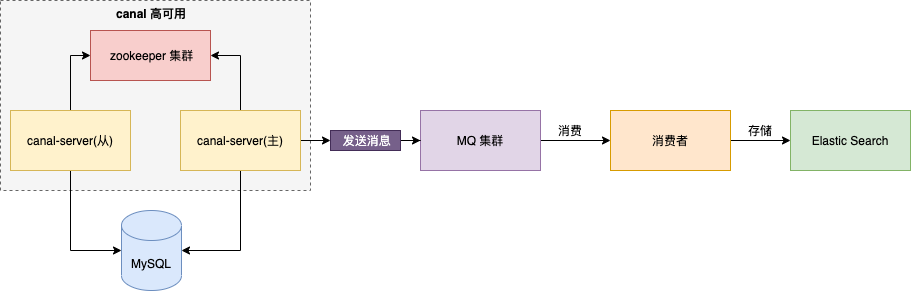 canal 高可用
zookeeper 集群
canal-server(从)
canal-server(主)
发送消息
MQ 集群
消费
消费者
存储
Elastic Search
MySQL